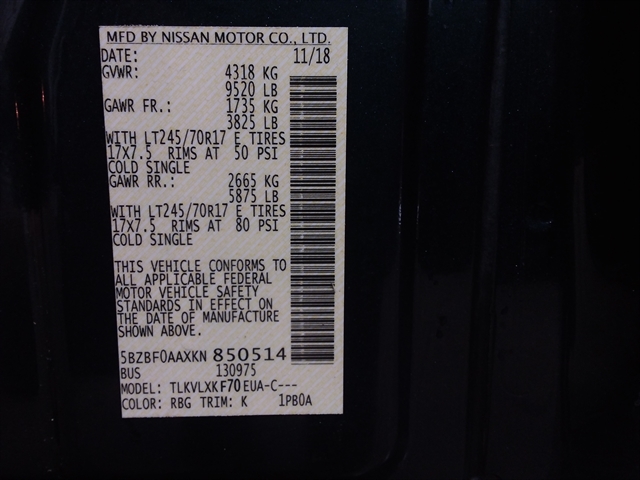 MFD BY NISSAN MOTOR CO., LTD.
DATE: 11/18
GVWR: 4318 KG
9520 LB
GAWR FR.: 1735 KG
3825 LB
WITH LT245/70R17 E TIRES
17X7.5 RIMS AT 50 PSI
COLD SINGLE
GAWR RR.: 2665 KG
5875 LB
WITH LT245/70R17 E TIRES
17X7.5 RIMS AT 80 PSI
COLD SINGLE
THIS VEHICLE CONFORMS TO
ALL APPLICABLE FEDERAL
MOTOR VEHICLE SAFETY
STANDARDS IN EFFECT ON
THE DATE OF MANUFACTURE
SHOWN ABOVE.
5BZBF0AAXKN 850514
BUS 130975
MODEL: TLKVLXKF70EUA-C---
COLOR: RBG TRIM: K 1PB0A